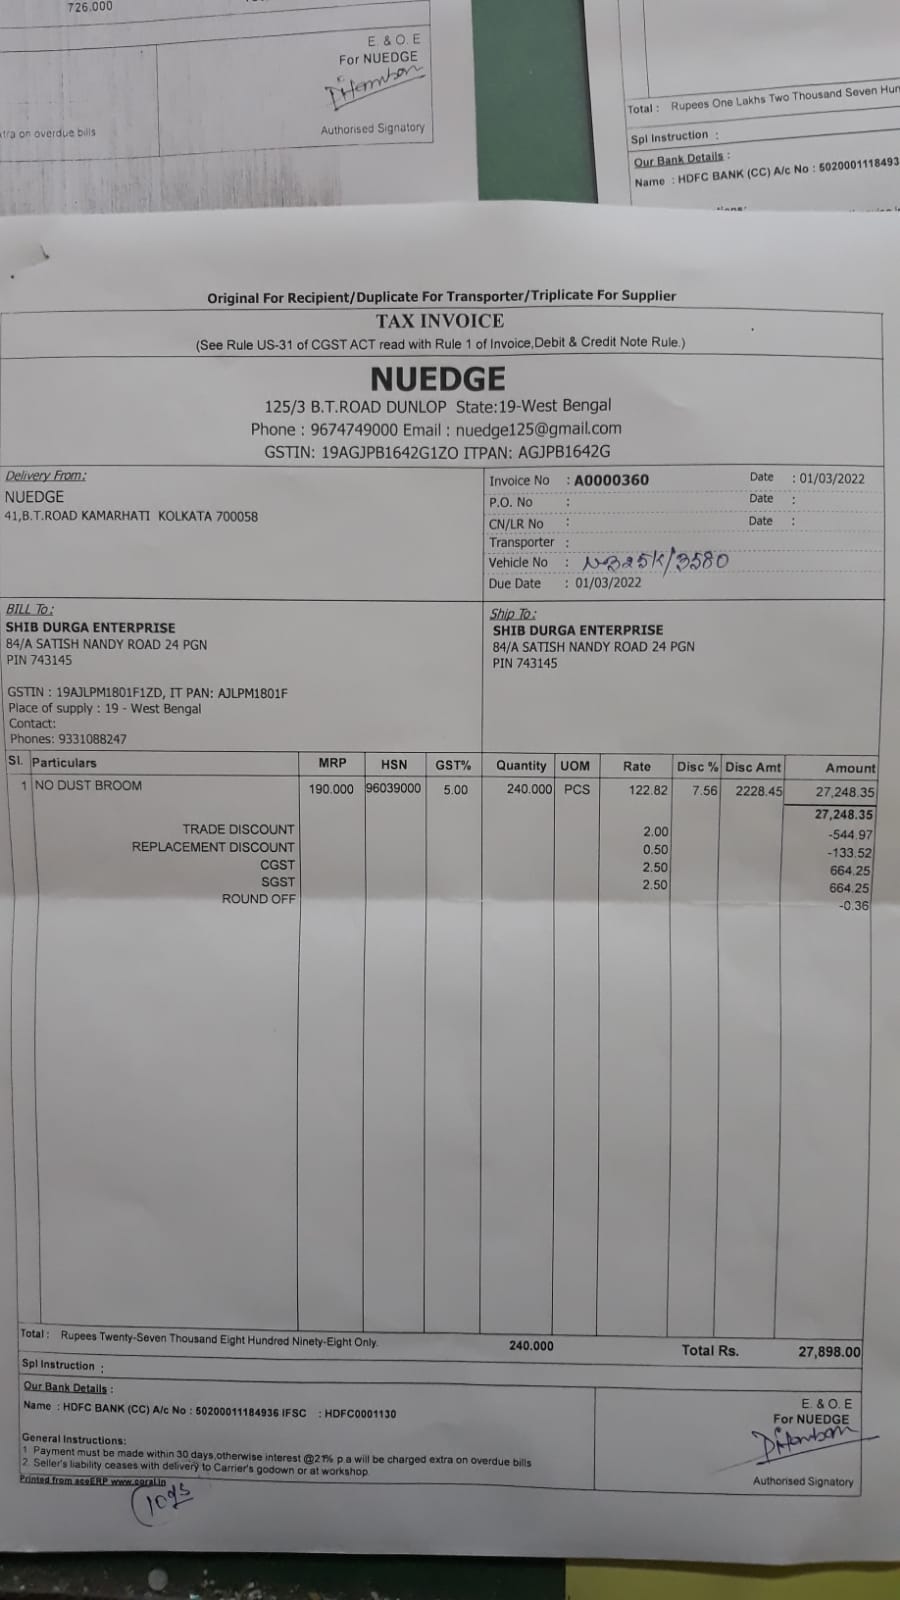 726.000
E. & O. E
For NUEDGE
xtra on overdue bills
Authorised Signatory
Total : Rupees One Lakhs Two Thousand Seven Hun
Spl Instruction :
Our Bank Details :
Name : HDFC BANK (CC) A/c No : 5020001118493
Original For Recipient/Duplicate For Transporter/Triplicate For Supplier
TAX INVOICE
(See Rule US-31 of CGST ACT read with Rule 1 of Invoice,Debit & Credit Note Rule.)
NUEDGE
125/3 B.T.ROAD DUNLOP State:19-West Bengal
Phone : 9674749000 Email : nuedge125@gmail.com
GSTIN: 19AGJPB1642G1ZO ITPAN: AGJPB1642G
Delivery From:
NUEDGE
41,B.T.ROAD KAMARHATI KOLKATA 700058
Invoice No : A0000360 Date : 01/03/2022
P.O. No : Date :
CN/LR No : Date :
Transporter :
Vehicle No : 25K/3580
Due Date : 01/03/2022
BILL To:
SHIB DURGA ENTERPRISE
84/A SATISH NANDY ROAD 24 PGN
PIN 743145
GSTIN : 19AJLPM1801F1ZD, IT PAN: AJLPM1801F
Place of supply : 19 - West Bengal
Contact:
Phones: 9331088247
Ship To:
SHIB DURGA ENTERPRISE
84/A SATISH NANDY ROAD 24 PGN
PIN 743145
Sl. Particulars MRP HSN GST% Quantity UOM Rate Disc % Disc Amt Amount
1 NO DUST BROOM 190.000 96039000 5.00 240.000 PCS 122.82 7.56 2228.45 27,248.35
27,248.35
TRADE DISCOUNT 2.00 -544.97
REPLACEMENT DISCOUNT 0.50 -133.52
CGST 2.50 664.25
SGST 2.50 664.25
ROUND OFF -0.36
Total : Rupees Twenty-Seven Thousand Eight Hundred Ninety-Eight Only. 240.000 Total Rs. 27,898.00
Spl Instruction :
Our Bank Details :
Name : HDFC BANK (CC) A/c No : 50200011184936 IFSC : HDFC0001130
General Instructions:
1 Payment must be made within 30 days,otherwise interest @21% p.a will be charged extra on overdue bills
2. Seller's liability ceases with delivery to Carrier's godown or at workshop.
Printed from aceERP www.coral.in
E. & O. E
For NUEDGE
Authorised Signatory